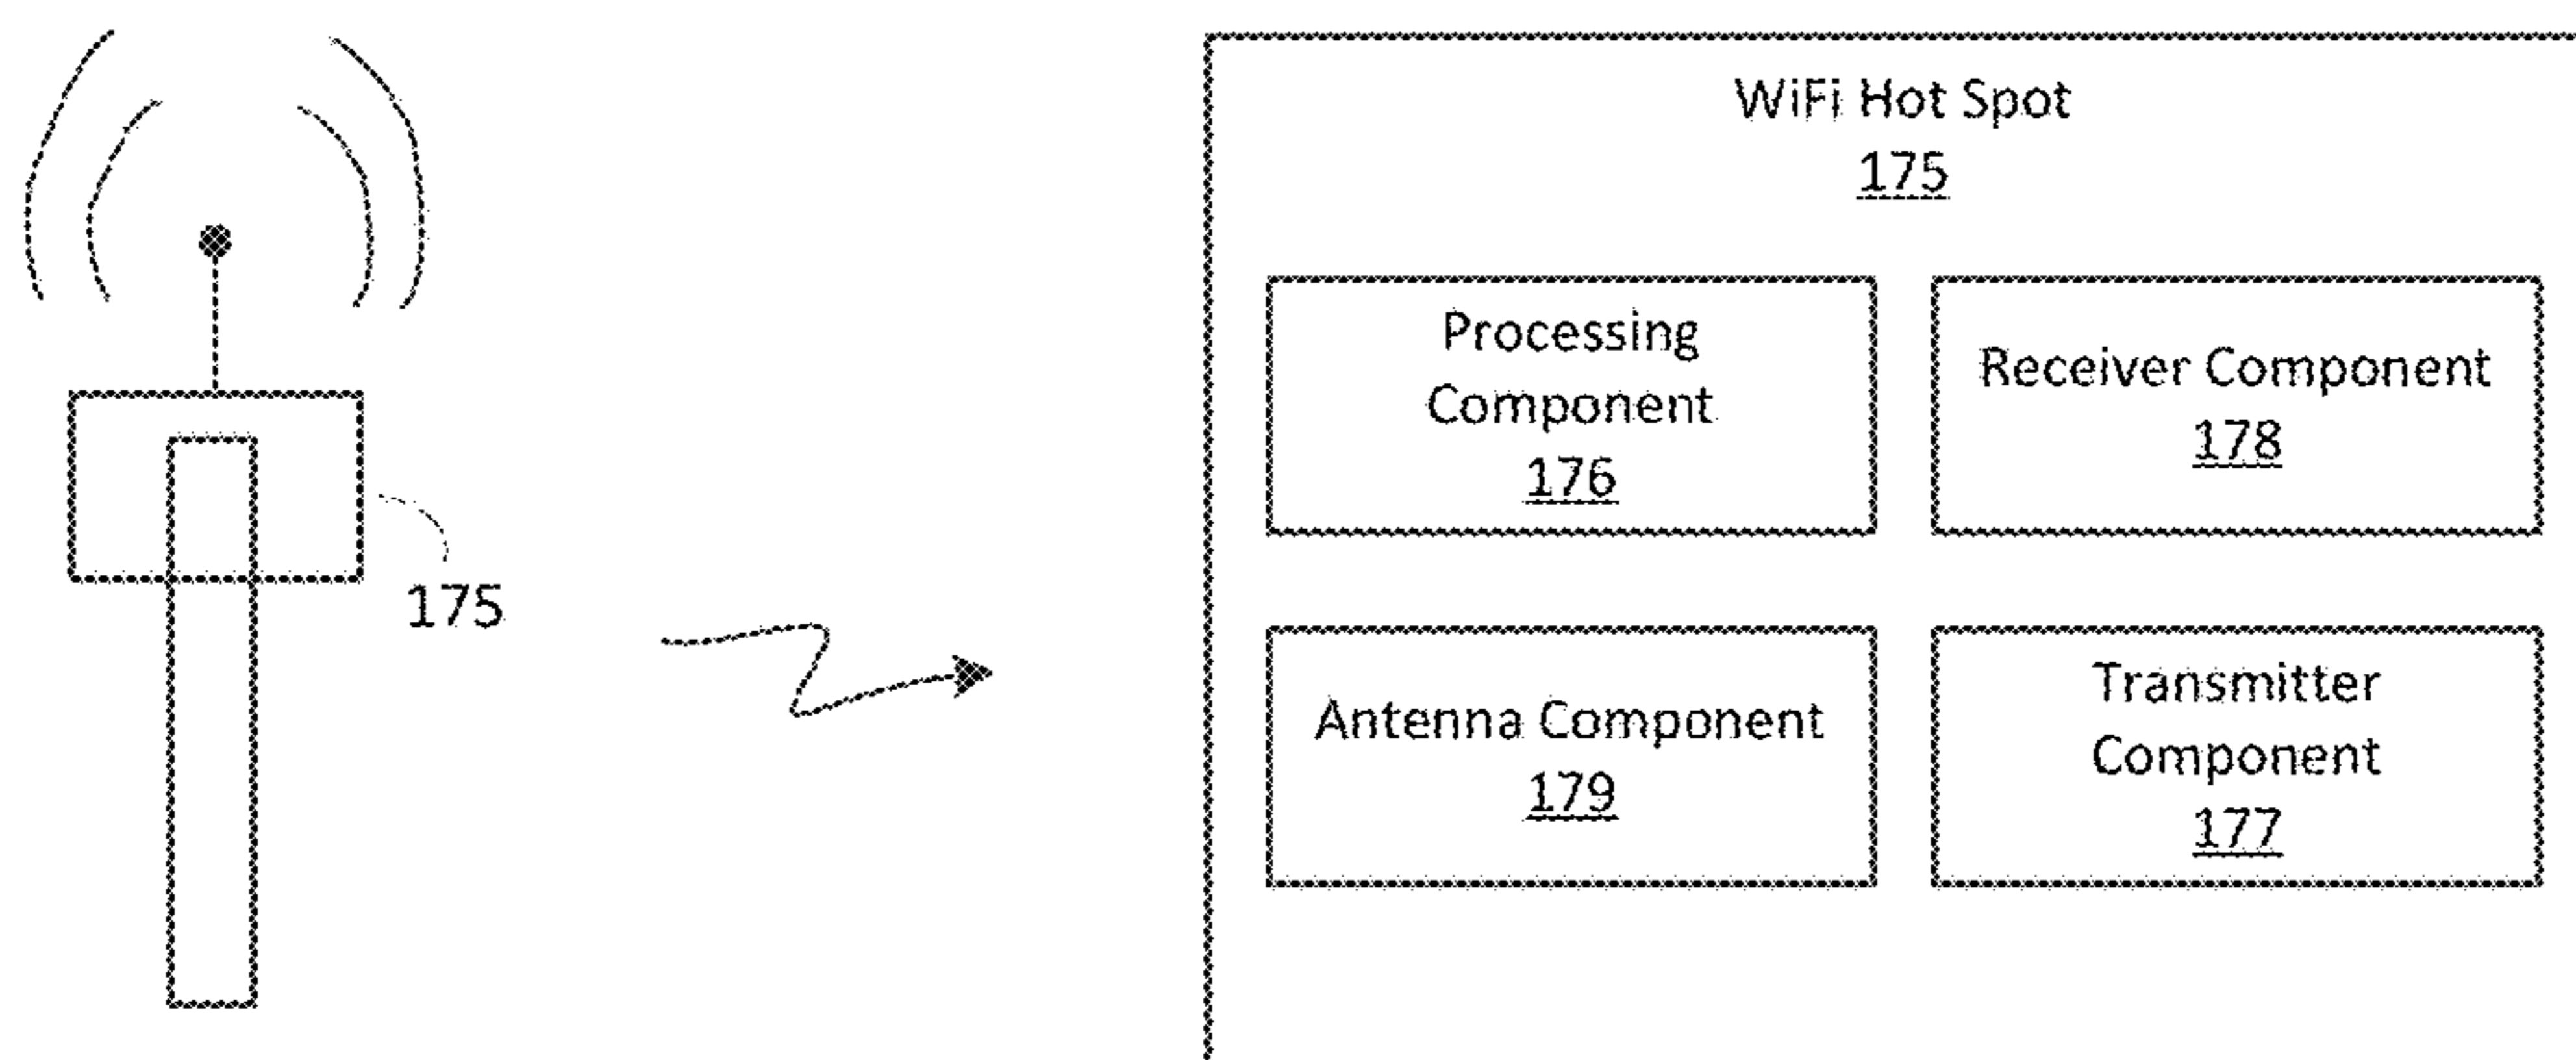 175
WiFi Hot Spot
175
Processing
Component
176
Receiver Component
178
Antenna Component
179
Transmitter
Component
177